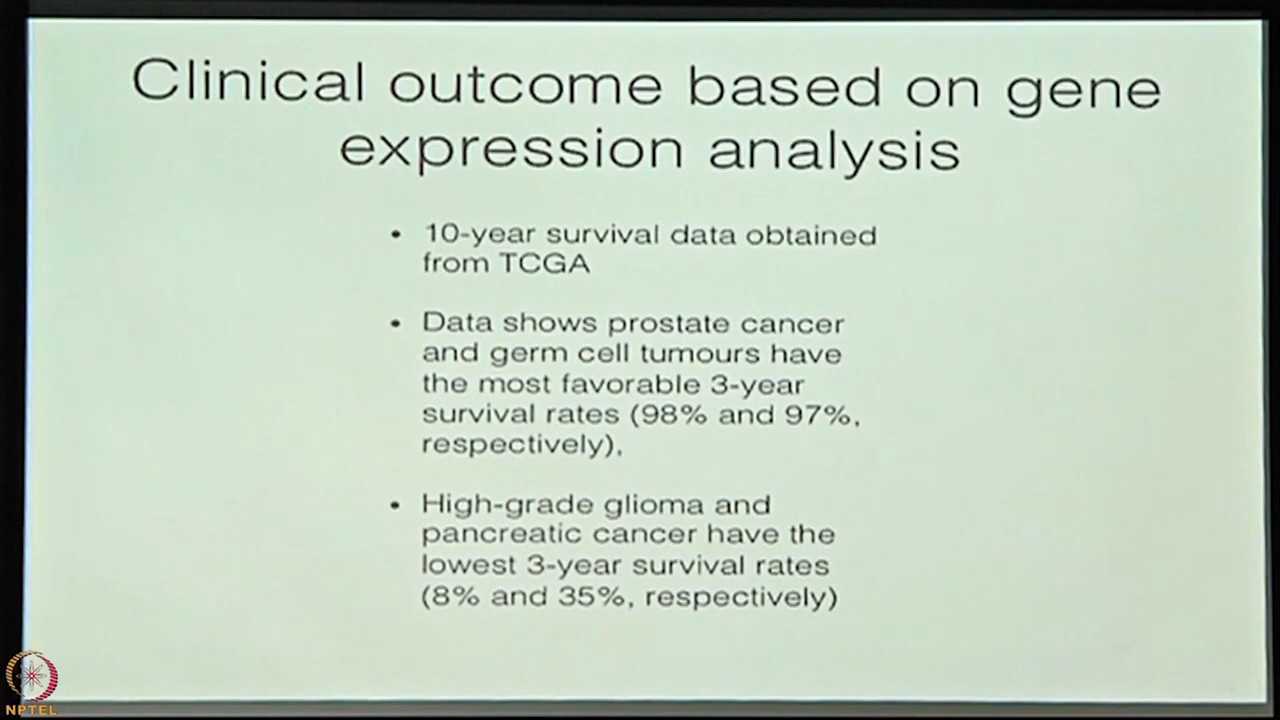 Clinical outcome based on gene
expression analysis
• 10-year survival data obtained
from TCGA
• Data shows prostate cancer
and germ cell tumours have
the most favorable 3-year
survival rates (98% and 97%,
respectively),
• High-grade glioma and
pancreatic cancer have the
lowest 3-year survival rates
(8% and 35%, respectively)
NPTEL